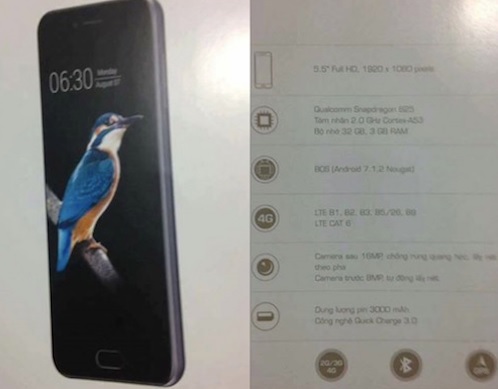 06:30 Monday
August 07
5.5" Full HD, 1920 x 1080 pixels
Qualcomm Snapdragon 625
Tám nhân 2.0 GHz Cortex-A53
Bộ nhớ 32 GB, 3 GB RAM
BOS (Android 7.1.2 Nougat)
4G
LTE B1, B2, B3, B5/26, B8
LTE CAT 6
Camera sau 16MP, chống rung quang học, lấy nét
theo pha
Camera trước 8MP, tự động lấy nét
Dung lượng pin 3000 mAh
Công nghệ Quick Charge 3.0
2G/3G
4G
GPS